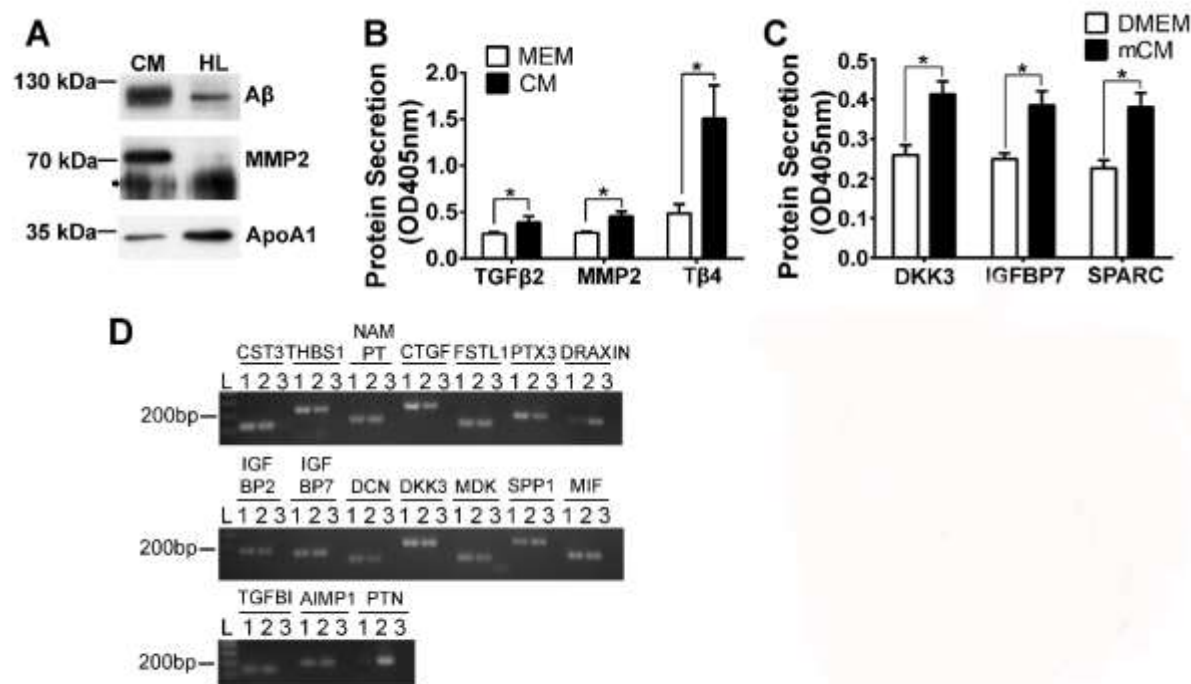 A
CM HL
130 kDa
Aβ
70 kDa
MMP2
35 kDa
ApoA1
B
MEM
CM
Protein Secretion
(OD405nm)
2.0
1.5
1.0
0.5
0.0
* * *
TGFβ2 MMP2 Tβ4
C
DMEM
mCM
Protein Secretion
(OD405nm)
0.5
0.4
0.3
0.2
0.1
0.0
* * *
DKK3 IGFBP7 SPARC
D
CST3 THBS1 NAM
PT CTGF FSTL1 PTX3 DRAXIN
L 1 2 3 1 2 3 1 2 3 1 2 3 1 2 3 1 2 3 1 2 3
200bp
IGF
BP2 IGF
BP7 DCN DKK3 MDK SPP1 MIF
L 1 2 3 1 2 3 1 2 3 1 2 3 1 2 3 1 2 3 1 2 3
200bp
TGFBI AIMP1 PTN
L 1 2 3 1 2 3 1 2 3
200bp